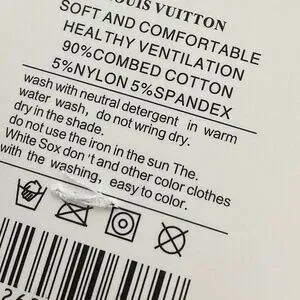 LOUIS VUITTON
SOFT AND COMFORTABLE
HEALTHY VENTILATION
90%COMBED COTTON
5%NYLON 5%SPANDEX
wash with neutral detergent in warm
water wash, do not wring dry.
dry in the shade.
do not use the iron in the sun The.
White Sox don't and other color clothes
with the washing, easy to color.